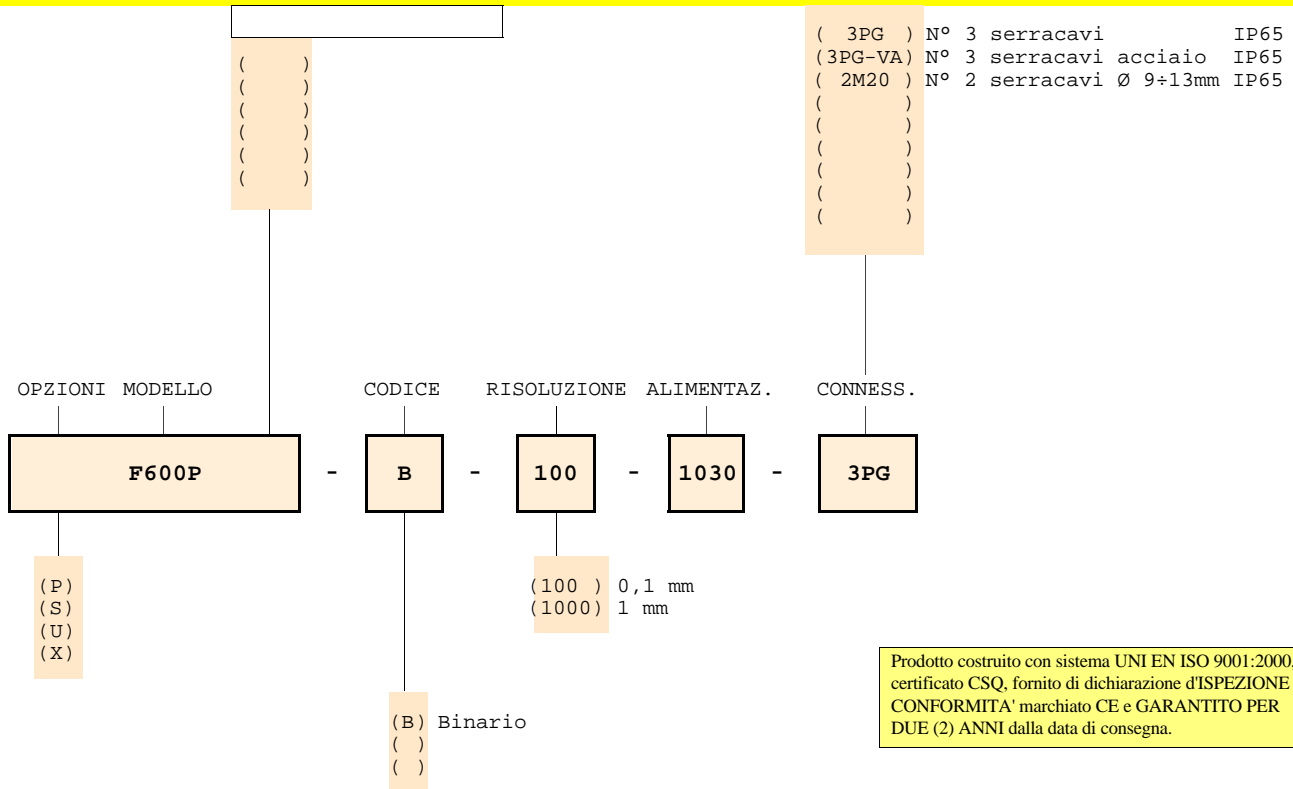 ( 3PG ) N° 3 serracavi IP65
(3PG-VA) N° 3 serracavi acciaio IP65
( 2M20 ) N° 2 serracavi Ø 9÷13mm IP65
( )
( )
( )
( )
( )
( )
( )
( )
( )
( )
( )
( )
OPZIONI MODELLO CODICE RISOLUZIONE ALIMENTAZ. CONNESS.
F600P - B - 100 - 1030 - 3PG
(P)
(S)
(U)
(X)
(100 ) 0,1 mm
(1000) 1 mm
(B) Binario
( )
( )
Prodotto costruito con sistema UNI EN ISO 9001:2000,
certificato CSQ, fornito di dichiarazione d'ISPEZIONE
CONFORMITA' marchiato CE e GARANTITO PER
DUE (2) ANNI dalla data di consegna.